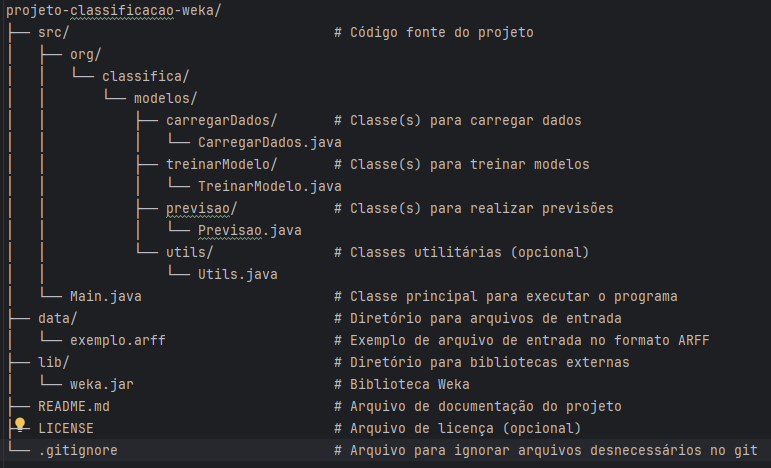 projeto-classificacao-weka/
├── src/                            # Código fonte do projeto
│   ├── org/
│   │   └── classifica/
│   │       └── modelos/
│   │           ├── carregarDados/       # Classe(s) para carregar dados
│   │           │   └── CarregarDados.java
│   │           ├── treinarModelo/       # Classe(s) para treinar modelos
│   │           │   └── TreinarModelo.java
│   │           ├── previsao/            # Classe(s) para realizar previsões
│   │           │   └── Previsao.java
│   │           └── utils/               # Classes utilitárias (opcional)
│   │               └── Utils.java
│   └── Main.java                        # Classe principal para executar o programa
├── data/                                # Diretório para arquivos de entrada
│   └── exemplo.arff                     # Exemplo de arquivo de entrada no formato ARFF
├── lib/                                 # Diretório para bibliotecas externas
│   └── weka.jar                         # Biblioteca Weka
├── README.md                            # Arquivo de documentação do projeto
├── LICENSE                              # Arquivo de licença (opcional)
└── .gitignore                           # Arquivo para ignorar arquivos desnecessários no git